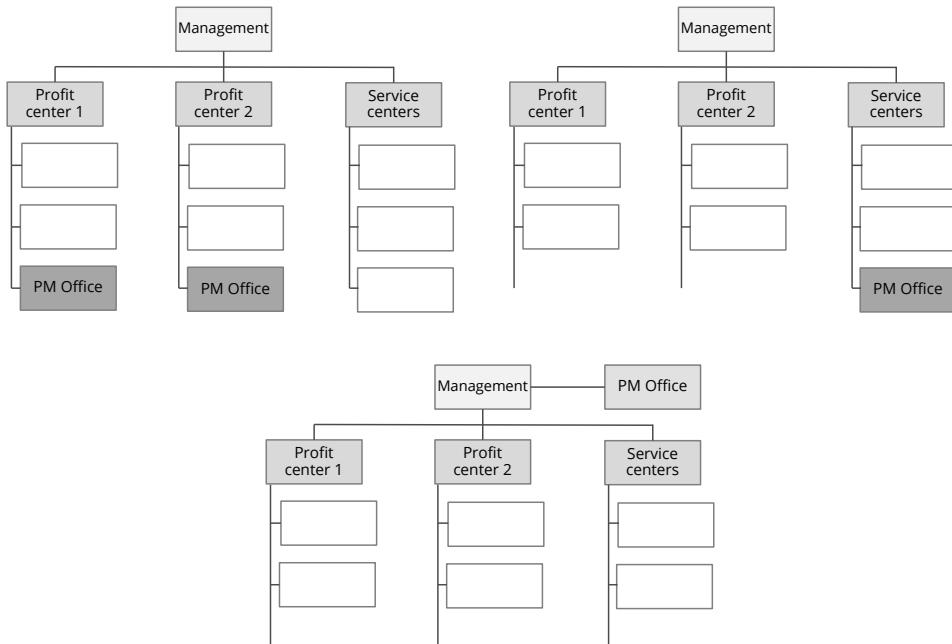 Management
Profit
center 1
Profit
center 2
Service
centers
PM Office
PM Office
Management
Profit
center 1
Profit
center 2
Service
centers
PM Office
Management
PM Office
Profit
center 1
Profit
center 2
Service
centers